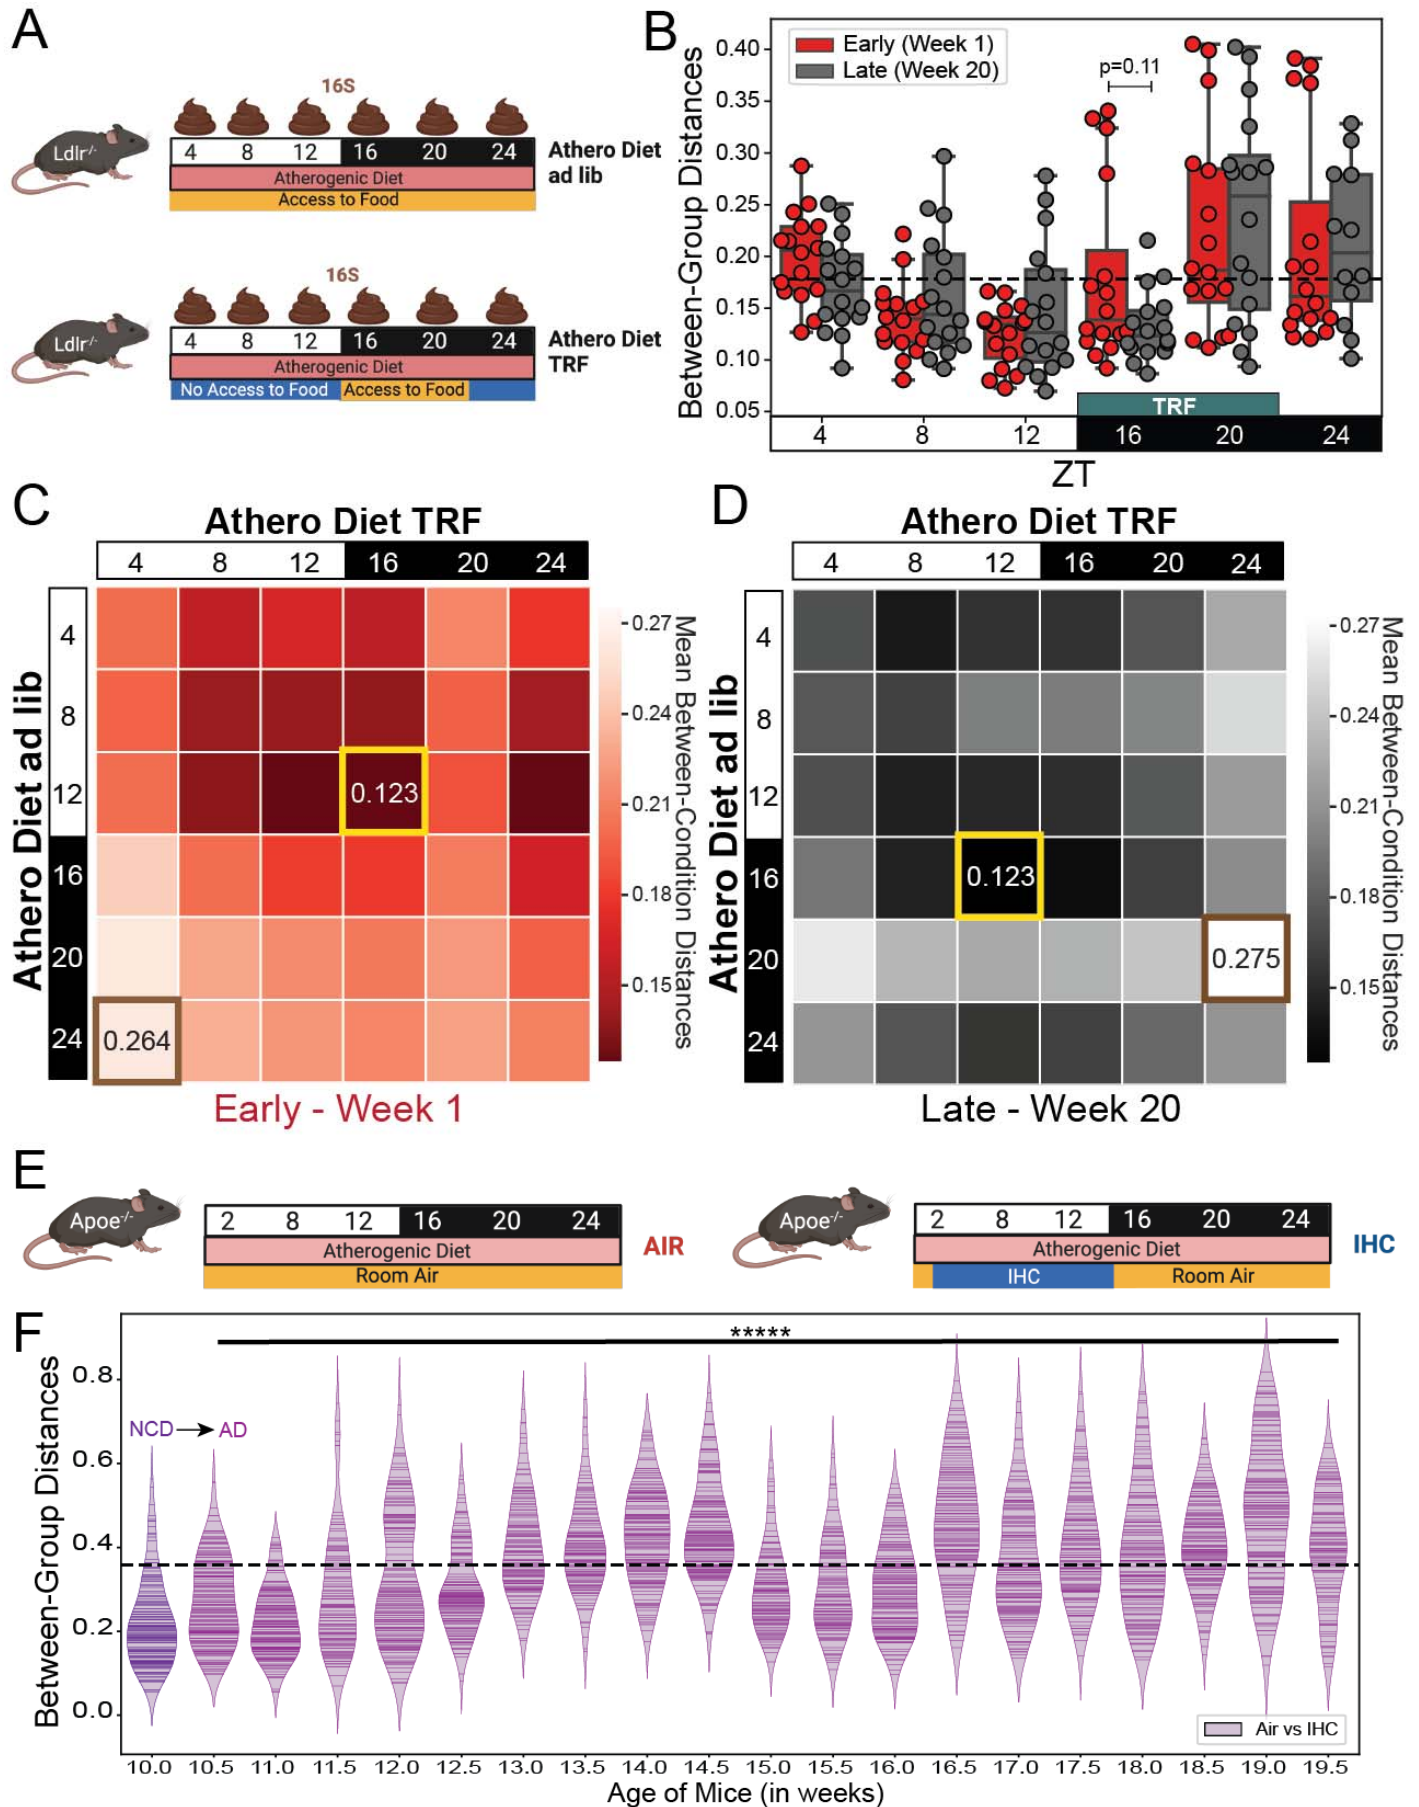 A
16S
Ldlr-/-
4 8 12 16 20 24
Atherogenic Diet
Access to Food
Athero Diet
ad lib
16S
Ldlr-/-
4 8 12 16 20 24
Atherogenic Diet
No Access to Food Access to Food
Athero Diet
TRF
B
Between-Group Distances
0.40
0.35
0.30
0.25
0.20
0.15
0.10
0.05
Early (Week 1)
Late (Week 20)
p=0.11
TRF
4 8 12 16 20 24
ZT
C
Athero Diet TRF
4 8 12 16 20 24
Athero Diet ad lib
4
8
12
16
20
24
0.123
0.264
0.27
0.24
0.21
0.18
0.15
Mean Between-Condition Distances
Early - Week 1
D
Athero Diet TRF
4 8 12 16 20 24
Athero Diet ad lib
4
8
12
16
20
24
0.123
0.275
0.27
0.24
0.21
0.18
0.15
Mean Between-Condition Distances
Late - Week 20
E
Apoe-/-
2 8 12 16 20 24
Atherogenic Diet
Room Air
AIR
Apoe-/-
2 8 12 16 20 24
Atherogenic Diet
IHC Room Air
IHC
F
Between-Group Distances
0.8
0.6
0.4
0.2
0.0
*****
NCD AD
Air vs IHC
10.0 10.5 11.0 11.5 12.0 12.5 13.0 13.5 14.0 14.5 15.0 15.5 16.0 16.5 17.0 17.5 18.0 18.5 19.0 19.5
Age of Mice (in weeks)